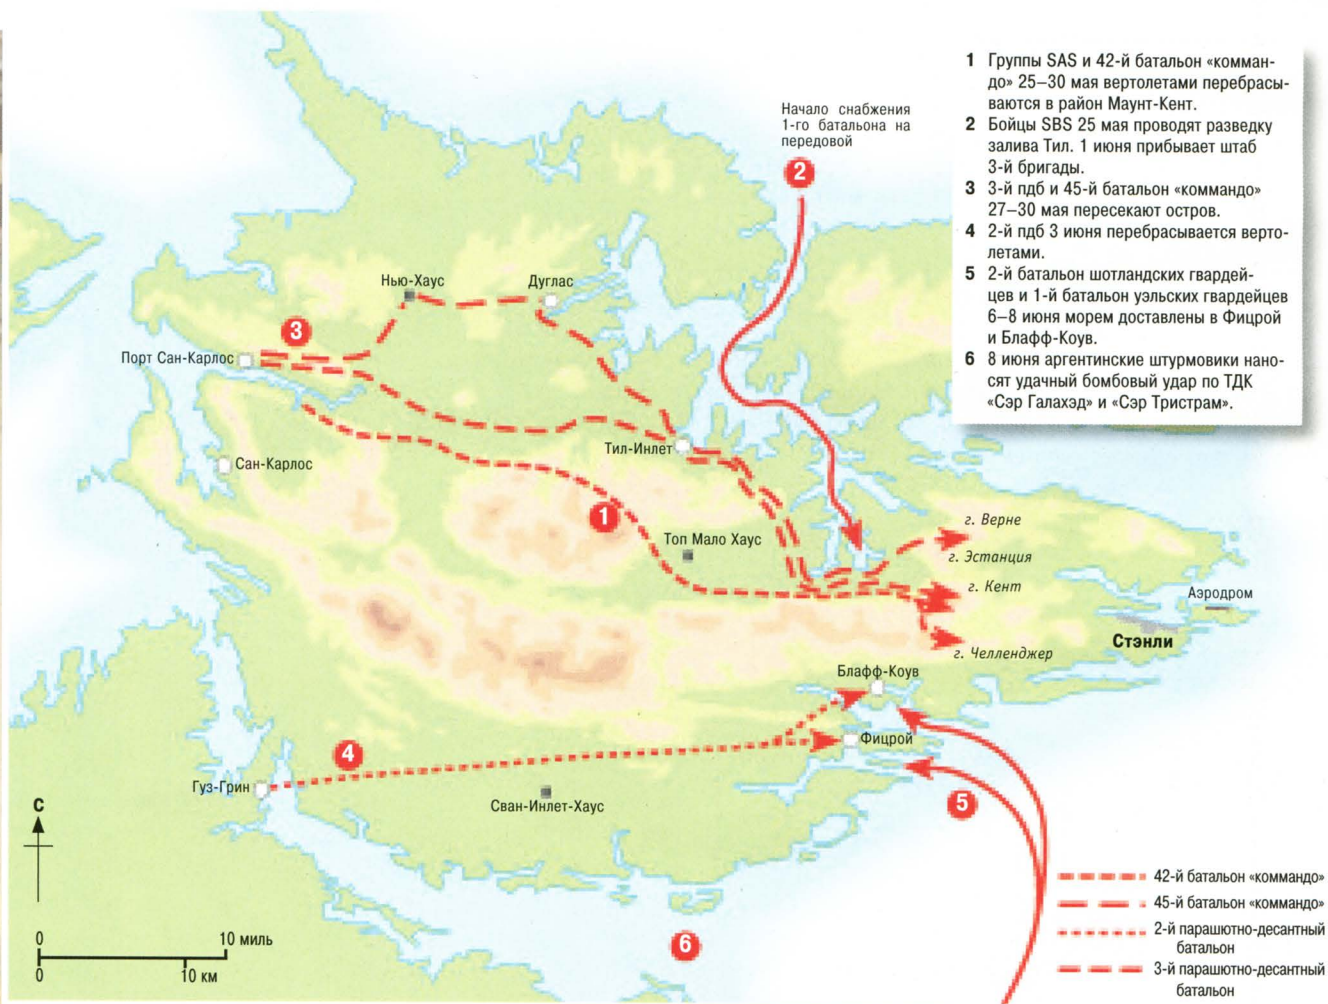 1 Группы SAS и 42-й батальон «комман-
до» 25–30 мая вертолетами перебрасы-
ваются в район Маунт-Кент.
2 Бойцы SBS 25 мая проводят разведку
залива Тил. 1 июня прибывает штаб
3-й бригады.
3 3-й пдб и 45-й батальон «коммандо»
27–30 мая пересекают остров.
4 2-й пдб 3 июня перебрасывается верто-
летами.
5 2-й батальон шотландских гвардей-
цев и 1-й батальон уэльских гвардейцев
6–8 июня морем доставлены в Фицрой
и Блафф-Коув.
6 8 июня аргентинские штурмовики нано-
сят удачный бомбовый удар по ТДК
«Сэр Галахэд» и «Сэр Тристрам».
Начало снабжения
1-го батальона на
передовой
2
Нью-Хаус
Дуглас
3
Порт Сан-Карлос
Тил-Инлет
Сан-Карлос
1
г. Верне
Топ Мало Хаус
г. Эстанция
г. Кент
Аэродром
Стэнли
г. Челленджер
Блафф-Коув
Фицрой
4
Гуз-Грин
Сван-Инлет-Хаус
5
С
6
0 10 миль
0 10 км
42-й батальон «коммандо»
45-й батальон «коммандо»
2-й парашютно-десантный
батальон
3-й парашютно-десантный
батальон